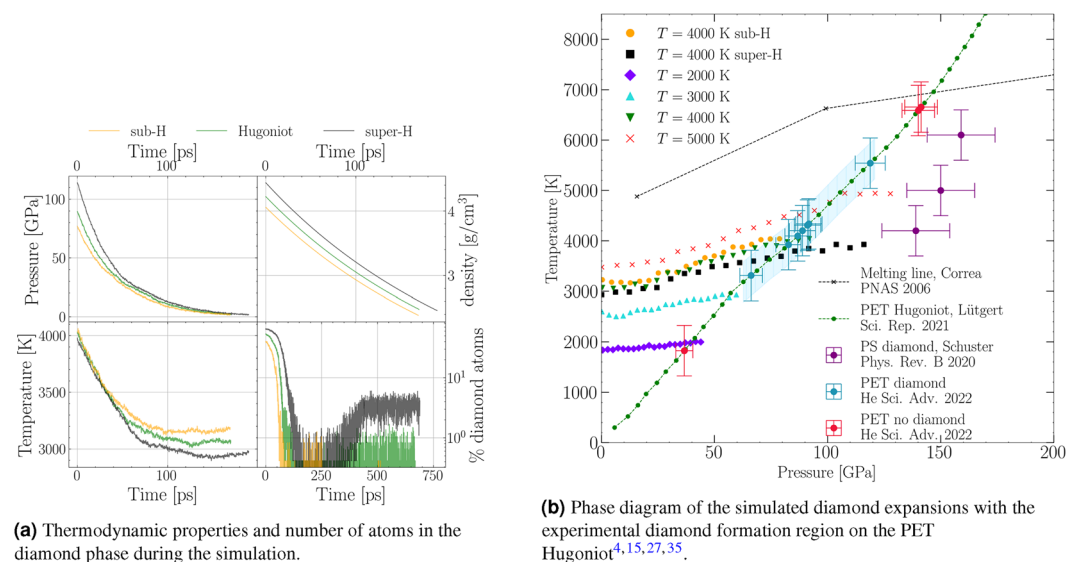 sub-H
Hugoniot
super-H
Time [ps]
Time [ps]
0
100
0
100
100
50
0
Pressure [GPa]
4
3
density [g/cm³]
4000
3500
3000
Temperature [K]
10¹
10⁰
% diamond atoms
0
100
0
250
500
750
Time [ps]
Time [ps]
(a) Thermodynamic properties and number of atoms in the
diamond phase during the simulation.
8000
7000
6000
5000
4000
3000
2000
1000
0
Temperature [K]
T = 4000 K sub-H
T = 4000 K super-H
T = 2000 K
T = 3000 K
T = 4000 K
T = 5000 K
Melting line, Correa
PNAS 2006
PET Hugoniot, Lütgert
Sci. Rep. 2021
PS diamond, Schuster
Phys. Rev. B 2020
PET diamond
He Sci. Adv. 2022
PET no diamond
He Sci. Adv. 2022
0
50
100
150
200
Pressure [GPa]
(b) Phase diagram of the simulated diamond expansions with the
experimental diamond formation region on the PET
Hugoniot4,15,27,35.